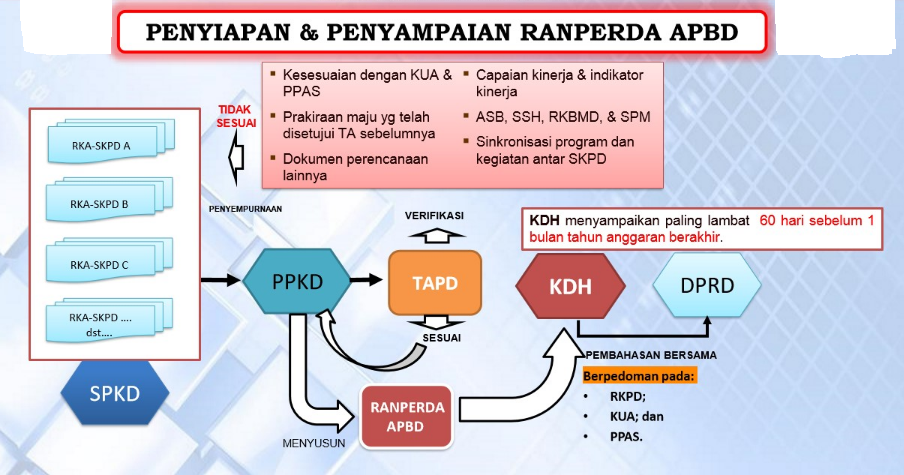 PENYIAPAN & PENYAMPAIAN RANPERDA APBD
Kesesuaian dengan KUA &
PPAS
Prakiraan maju yg telah
disetujui TA sebelumnya
Dokumen perencanaan
lainnya
Capaian kinerja & indikator
kinerja
ASB, SSH, RKBMD, & SPM
Sinkronisasi program dan
kegiatan antar SKPD
TIDAK
SESUAI
PENYEMPURNAAN
RKA-SKPD A
RKA-SKPD B
RKA-SKPD C
RKA-SKPD ....
dst....
SPKD
PPKD
VERIFIKASI
TAPD
SESUAI
MENYUSUN
RANPERDA
APBD
KDH menyampaikan paling lambat 60 hari sebelum 1
bulan tahun anggaran berakhir.
KDH
DPRD
PEMBAHASAN BERSAMA
Berpedoman pada:
• RKPD;
• KUA; dan
• PPAS.